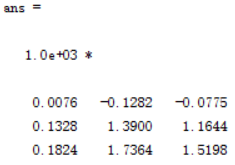 ans =
1.0e+03 *
0.0076 -0.1282 -0.0775
0.1328 1.3900 1.1644
0.1824 1.7364 1.5198